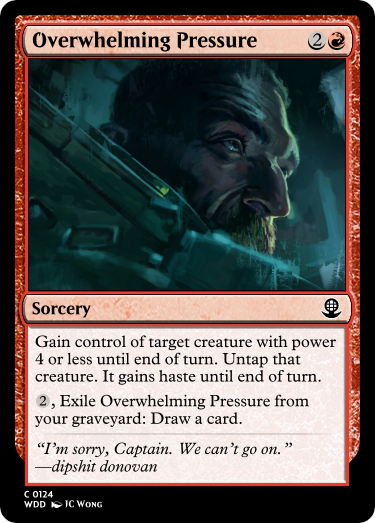 Overwhelming Pressure 2
Sorcery
Gain control of target creature with power
4 or less until end of turn. Untap that
creature. It gains haste until end of turn.
2, Exile Overwhelming Pressure from
your graveyard: Draw a card.
“I'm sorry, Captain. We can't go on.”
—dipshit donovan
C 0124
WDD JC Wong